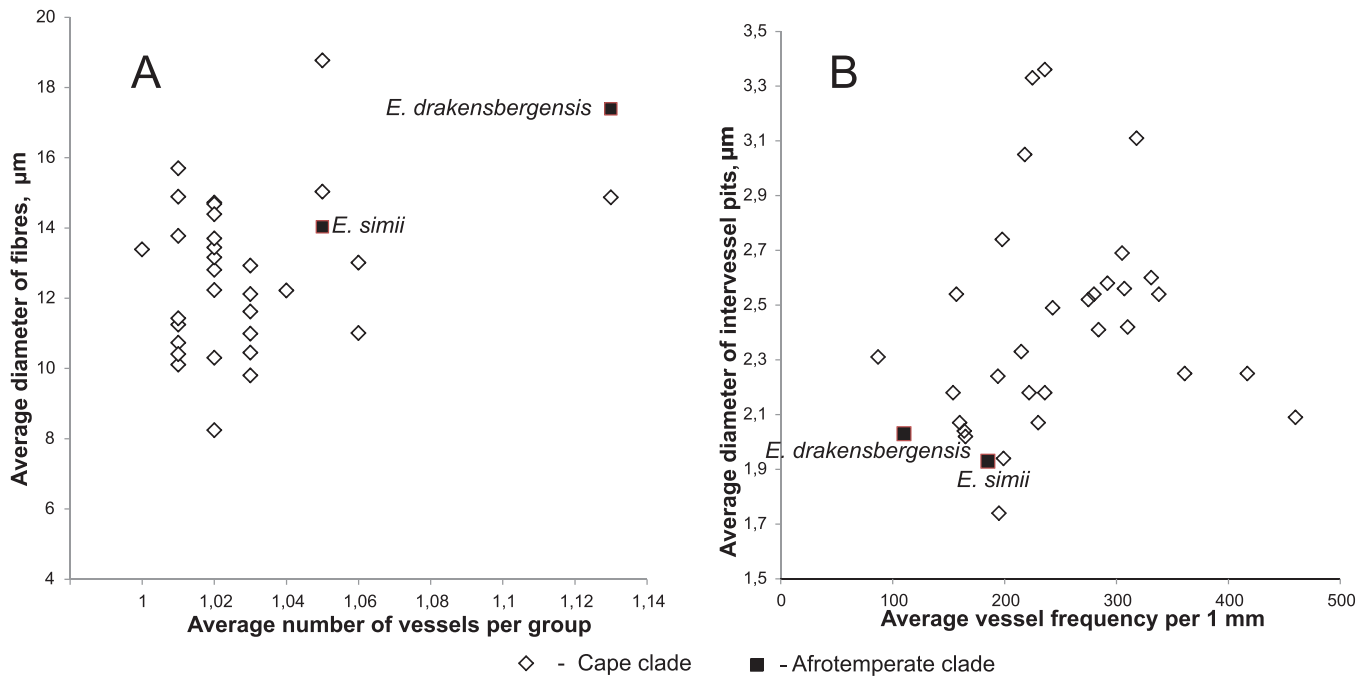 A
Average diameter of fibres, µm
20
18
16
14
12
10
8
6
4
E. drakensbergensis
E. simii
1
1,02
1,04
1,06
1,08
1,1
1,12
1,14
Average number of vessels per group
B
Average diameter of intervessel pits, µm
3,5
3,3
3,1
2,9
2,7
2,5
2,3
2,1
1,9
1,7
1,5
E. drakensbergensis
E. simii
0
100
200
300
400
500
Average vessel frequency per 1 mm
- Cape clade
- Afrotemperate clade